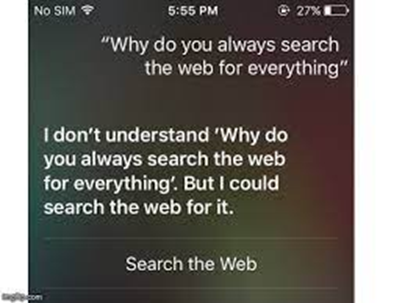 No SIM 5:55 PM 27%
“Why do you always search
the web for everything”
I don’t understand ‘Why do
you always search the web
for everything’. But I could
search the web for it.
Search the Web
imgflip.com